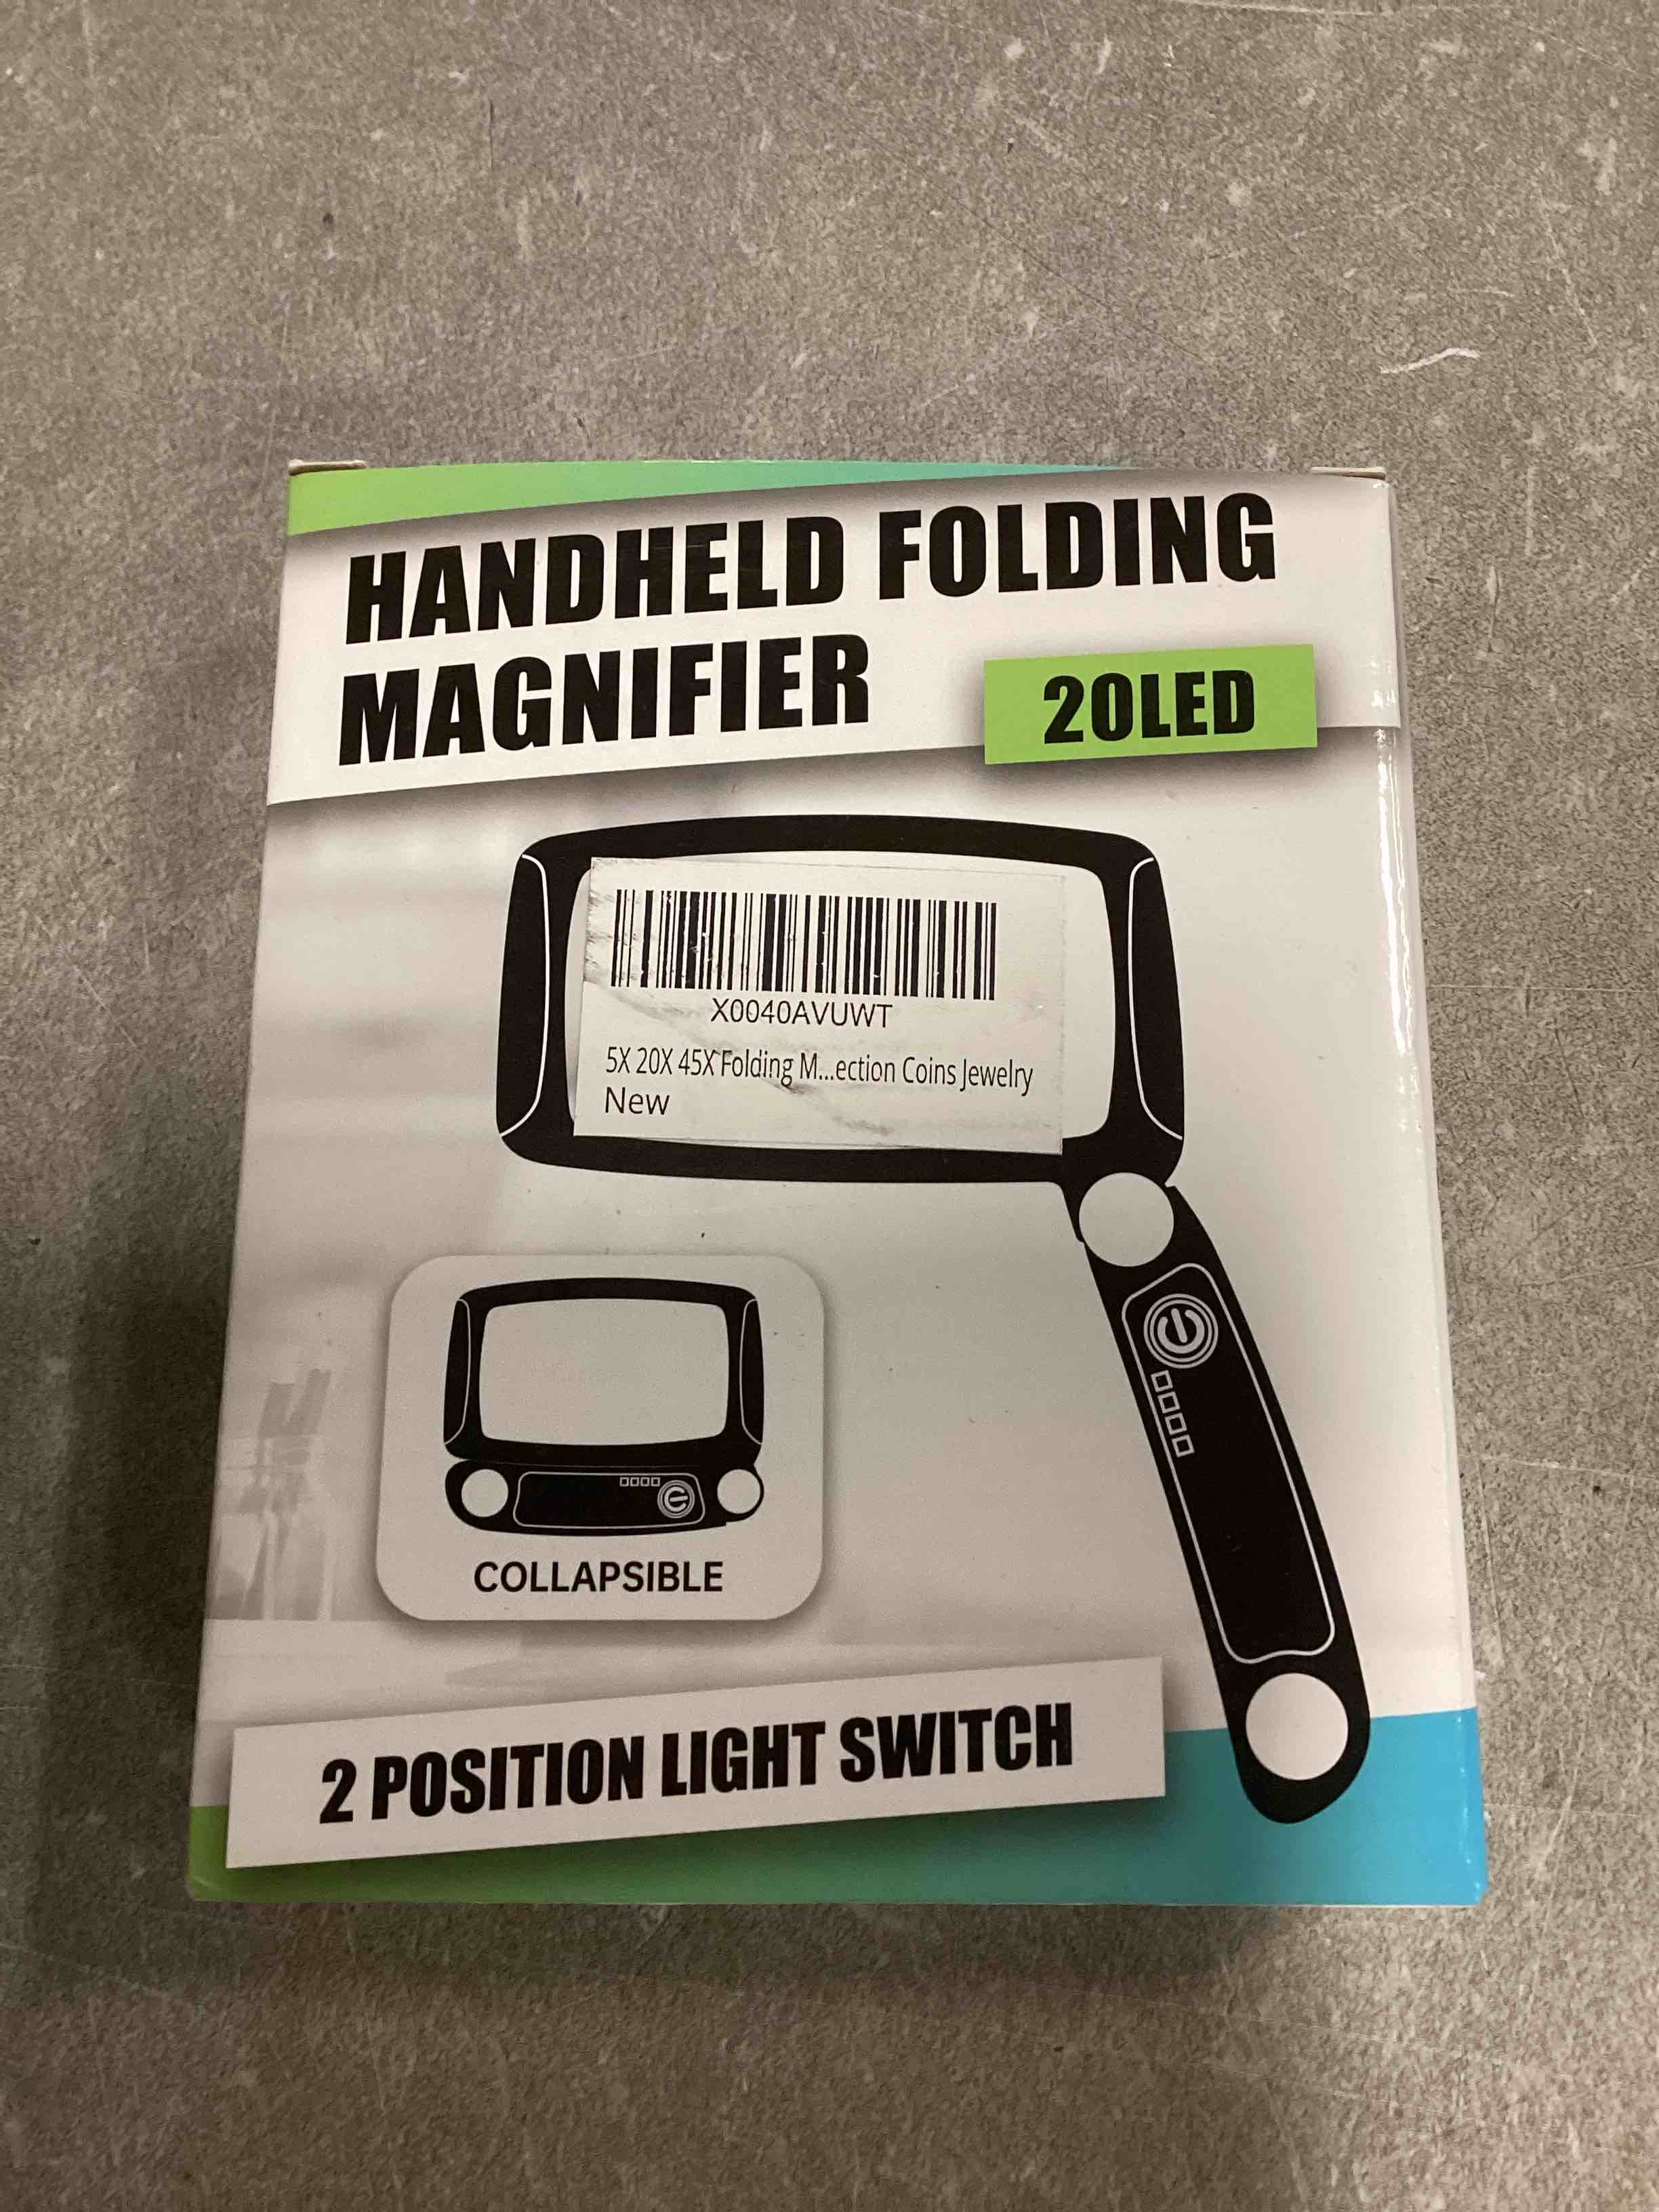 HANDHELD FOLDING
MAGNIFIER
20LED
X0040AVUWT
5X 20X 45X Folding M...ection Coins Jewelry
New
COLLAPSIBLE
2 POSITION LIGHT SWITCH